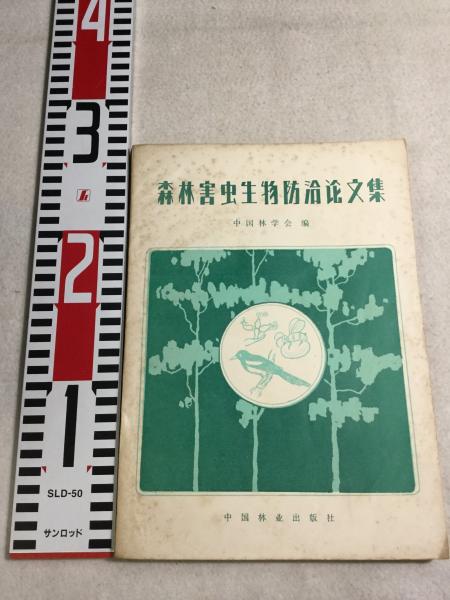 4
3
2
1
SLD-50
サンロッド
森林害虫生物防治论文集
中国林学会 编
中国林业出版社